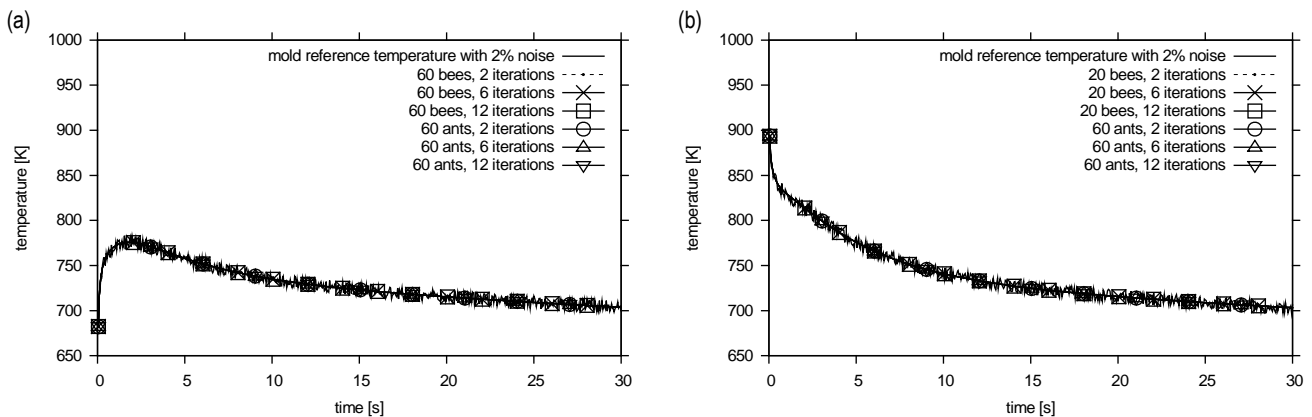 (a)
1000
950
900
850
800
750
700
650
temperature [K]
0 5 10 15 20 25 30
time [s]
mold reference temperature with 2% noise
60 bees, 2 iterations
60 bees, 6 iterations
60 bees, 12 iterations
60 ants, 2 iterations
60 ants, 6 iterations
60 ants, 12 iterations
(b)
1000
950
900
850
800
750
700
650
temperature [K]
0 5 10 15 20 25 30
time [s]
mold reference temperature with 2% noise
20 bees, 2 iterations
20 bees, 6 iterations
20 bees, 12 iterations
60 ants, 2 iterations
60 ants, 6 iterations
60 ants, 12 iterations